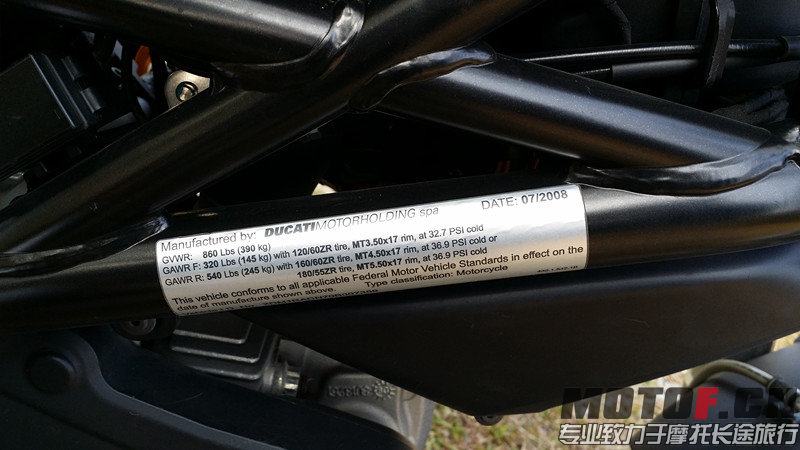 Manufactured by: DUCATIMOTORHOLDING spa DATE: 07/2008
GVWR: 860 Lbs (390 kg)
GAWR F: 320 Lbs (145 kg) with 120/60ZR tire, MT3.50x17 rim, at 32.7 PSI cold
GAWR R: 540 Lbs (245 kg) with 160/60ZR tire, MT4.50x17 rim, at 36.9 PSI cold or
180/55ZR tire, MT5.50x17 rim, at 36.9 PSI cold
This vehicle conforms to all applicable Federal Motor Vehicle Standards in effect on the
date of manufacture shown above. Type classification: Motorcycle
MOTOF.CN
专业致力于摩托长途旅行